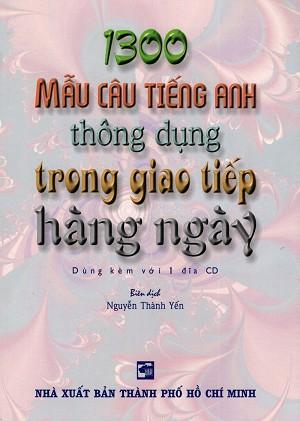 1300
MẪU CÂU TIẾNG ANH
thông dụng
trong giao tiếp
hàng ngày
Dùng kèm với 1 đĩa CD
Biên dịch
Nguyễn Thành Yến
NHÀ XUẤT BẢN THÀNH PHỐ HỒ CHÍ MINH